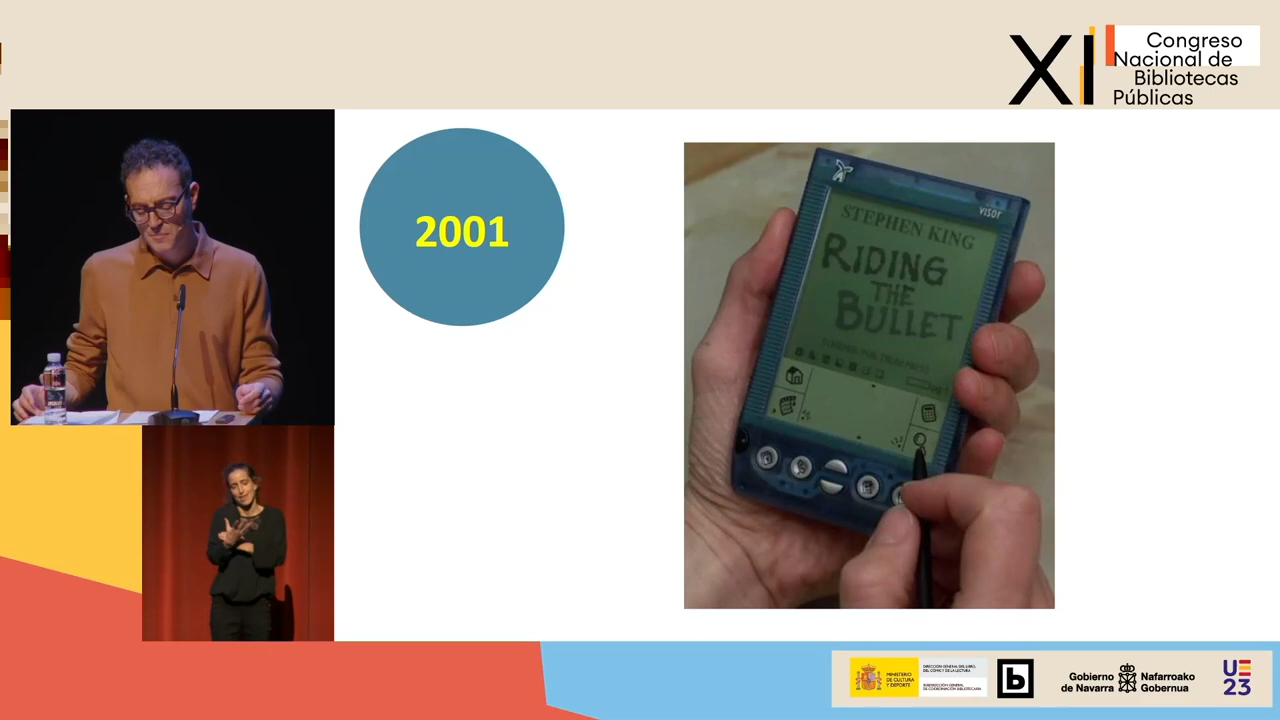 XI
Congreso
Nacional de
Bibliotecas
Públicas
2001
VISOR
STEPHEN KING
RIDING
THE
BULLET
MINISTERIO
DE CULTURA
Y DEPORTE
DIRECCIÓN GENERAL DEL LIBRO,
DEL CÓMIC Y DE LA LECTURA
SUBDIRECCIÓN GENERAL
DE COORDINACIÓN BIBLIOTECARIA
b
Gobierno
de Navarra
Nafarroako
Gobernua
UE
23